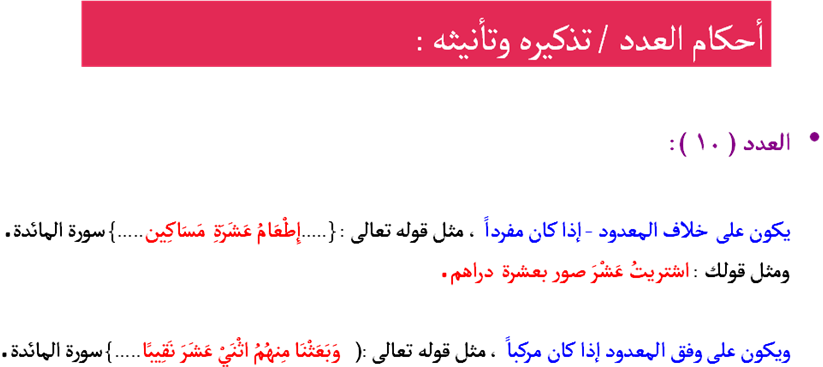 أحكام العدد / تذكيره وتأنيثه :
• العدد ( ١٠ ):
يكون على خلاف المعدود - إذا كان مفرداً ، مثل قوله تعالى :{.....إِطْعَامُ عَشَرَةِ مَسَاكِين.....}سورة المائدة.
ومثل قولك : اشتريتُ عَشْرَ صور بعشرة دراهم.
ويكون على وفق المعدود إذا كان مركباً ، مثل قوله تعالى :( وَبَعَثْنَا مِنهُمُ اثْنَيْ عَشَرَ نَقِيبًا.....}سورة المائدة.